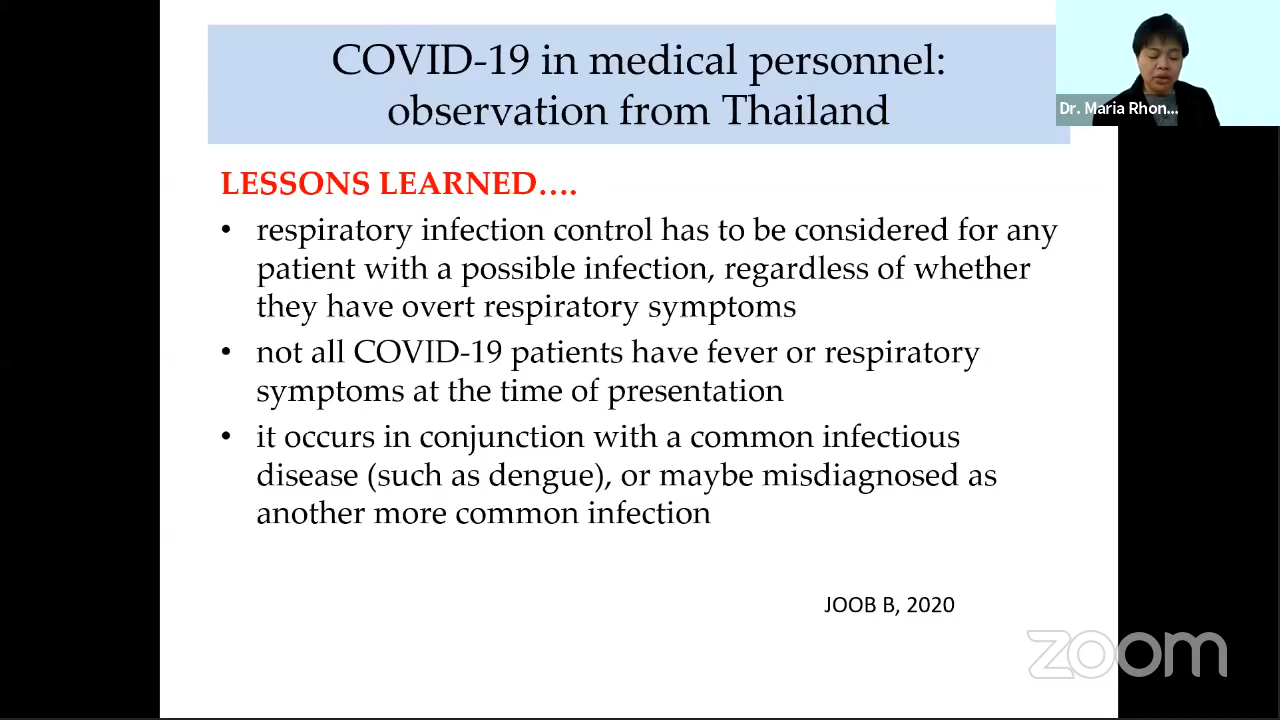 COVID-19 in medical personnel:
observation from Thailand
Dr. Maria Rhon...
LESSONS LEARNED....
• respiratory infection control has to be considered for any
patient with a possible infection, regardless of whether
they have overt respiratory symptoms
• not all COVID-19 patients have fever or respiratory
symptoms at the time of presentation
• it occurs in conjunction with a common infectious
disease (such as dengue), or maybe misdiagnosed as
another more common infection
JOOB B, 2020
zoom